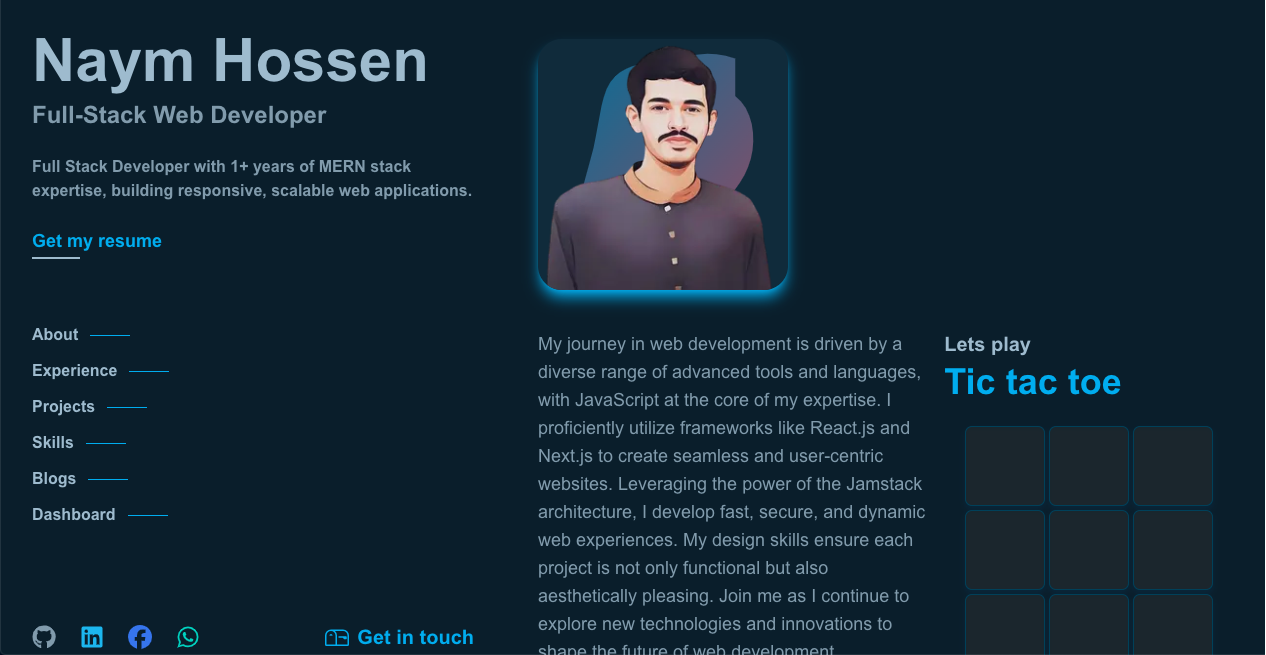 Naym Hossen
Full-Stack Web Developer
Full Stack Developer with 1+ years of MERN stack
expertise, building responsive, scalable web applications.
Get my resume
About
Experience
Projects
Skills
Blogs
Dashboard
Get in touch
My journey in web development is driven by a
diverse range of advanced tools and languages,
with JavaScript at the core of my expertise. I
proficiently utilize frameworks like React.js and
Next.js to create seamless and user-centric
websites. Leveraging the power of the Jamstack
architecture, I develop fast, secure, and dynamic
web experiences. My design skills ensure each
project is not only functional but also
aesthetically pleasing. Join me as I continue to
explore new technologies and innovations to
shape the future of web development
Lets play
Tic tac toe